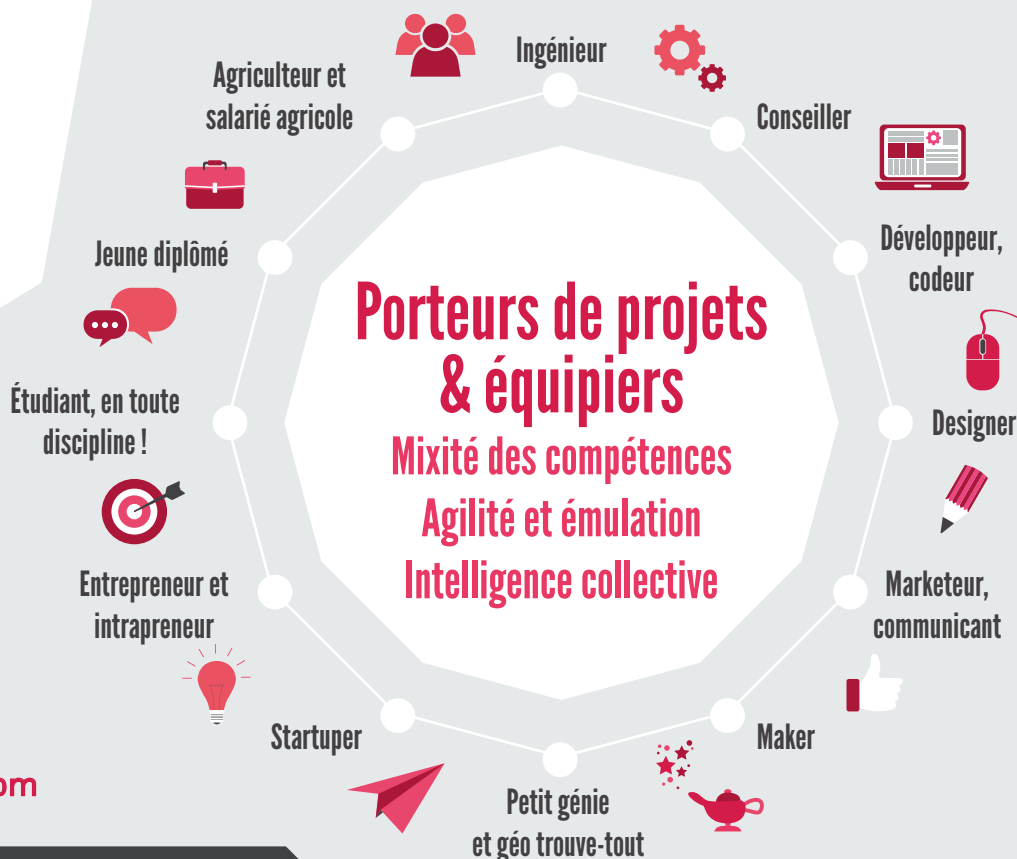 Ingénieur
Agriculteur et
salarié agricole
Conseiller
Jeune diplômé
Développeur,
codeur
Porteurs de projets
& équipiers
Mixité des compétences
Agilité et émulation
Intelligence collective
Étudiant, en toute
discipline !
Designer
Entrepreneur et
intrapreneur
Marketeur,
communicant
Startuper
Maker
Petit génie
et géo trouve-tout
om